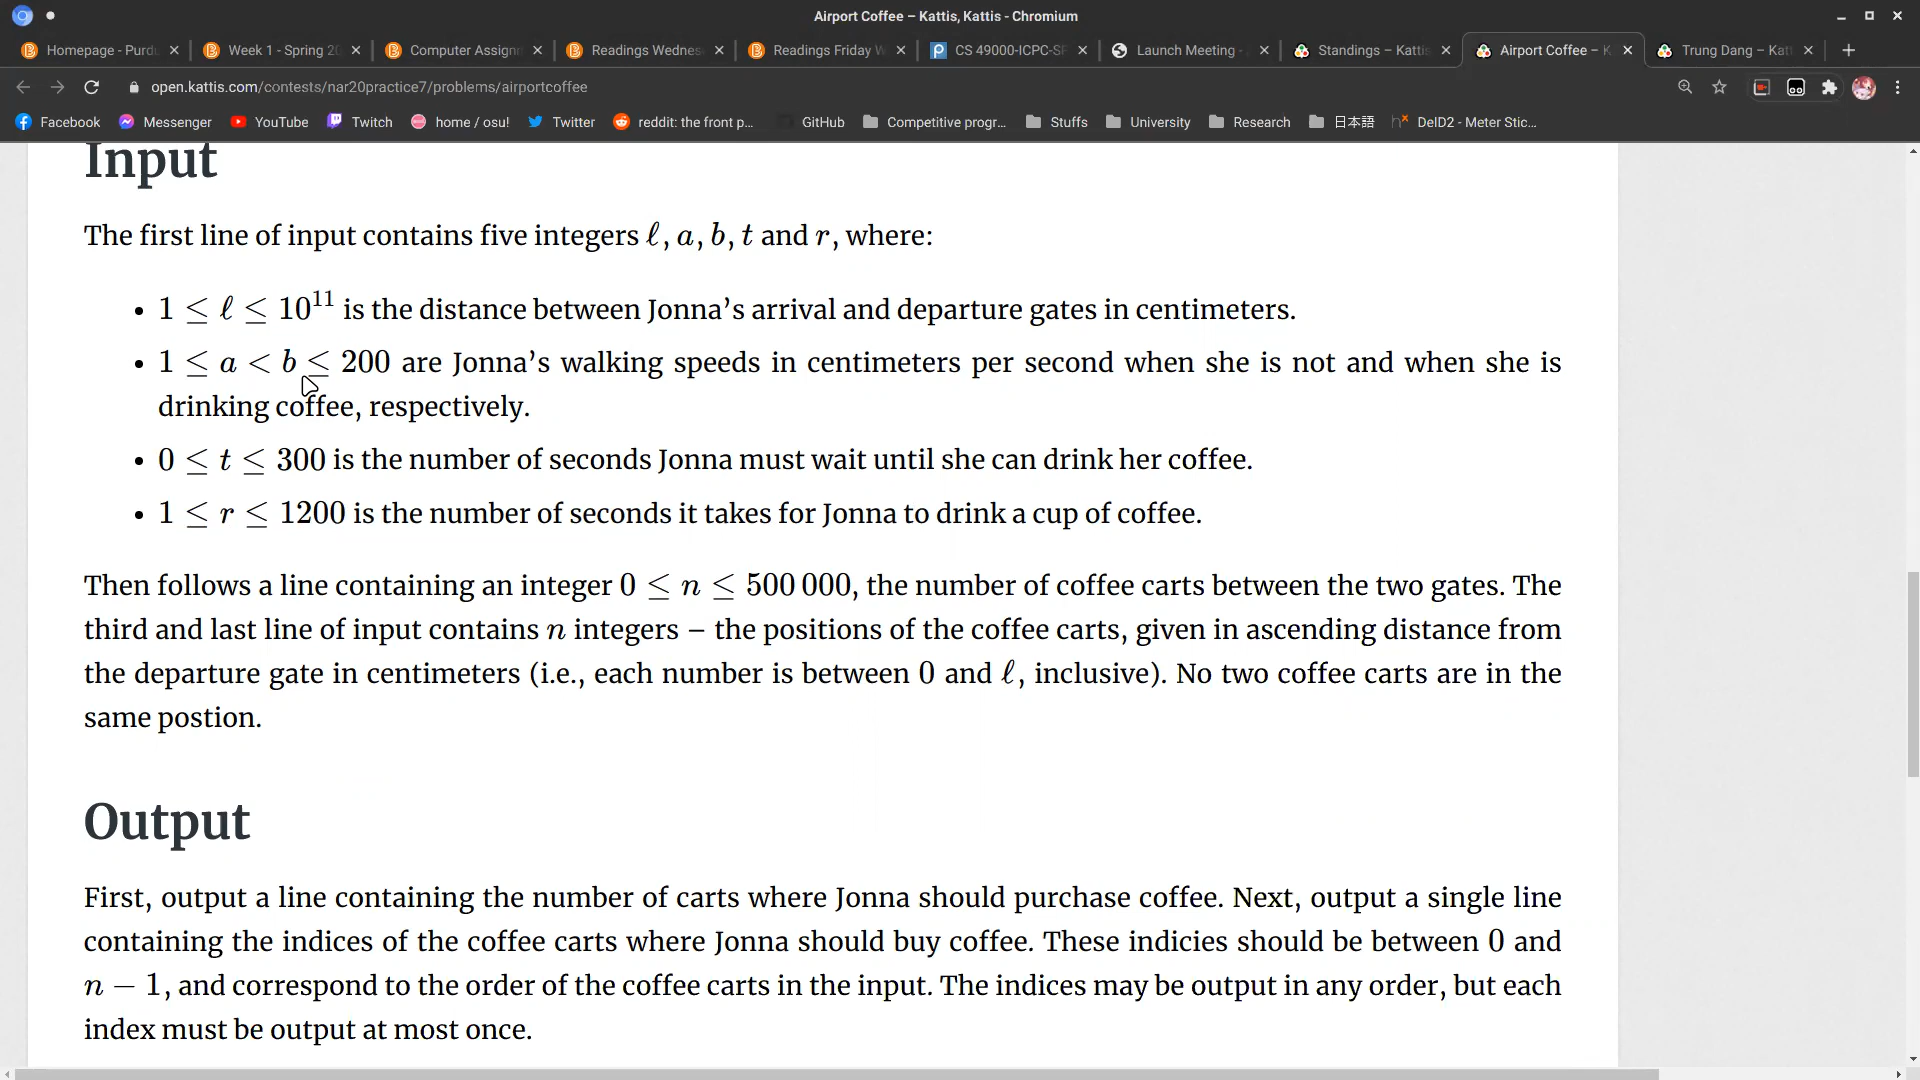 Airport Coffee – Kattis, Kattis - Chromium
Homepage - Purdu
Week 1 - Spring 20
Computer Assignm
Readings Wednes
Readings Friday W
CS 49000-ICPC-SP
Launch Meeting -
Standings – Kattis
Airport Coffee – K
Trung Dang – Katt
open.kattis.com/contests/nar20practice7/problems/airportcoffee
Facebook Messenger YouTube Twitch home / osu! Twitter reddit: the front p... GitHub Competitive progr... Stuffs University Research 日本語 DelD2 - Meter Stic...
Input
The first line of input contains five integers ℓ, a, b, t and r, where:
• 1 ≤ ℓ ≤ 10¹¹ is the distance between Jonna’s arrival and departure gates in centimeters.
• 1 ≤ a < b ≤ 200 are Jonna’s walking speeds in centimeters per second when she is not and when she is
drinking coffee, respectively.
• 0 ≤ t ≤ 300 is the number of seconds Jonna must wait until she can drink her coffee.
• 1 ≤ r ≤ 1200 is the number of seconds it takes for Jonna to drink a cup of coffee.
Then follows a line containing an integer 0 ≤ n ≤ 500 000, the number of coffee carts between the two gates. The
third and last line of input contains n integers – the positions of the coffee carts, given in ascending distance from
the departure gate in centimeters (i.e., each number is between 0 and ℓ, inclusive). No two coffee carts are in the
same postion.
Output
First, output a line containing the number of carts where Jonna should purchase coffee. Next, output a single line
containing the indices of the coffee carts where Jonna should buy coffee. These indicies should be between 0 and
n − 1, and correspond to the order of the coffee carts in the input. The indices may be output in any order, but each
index must be output at most once.